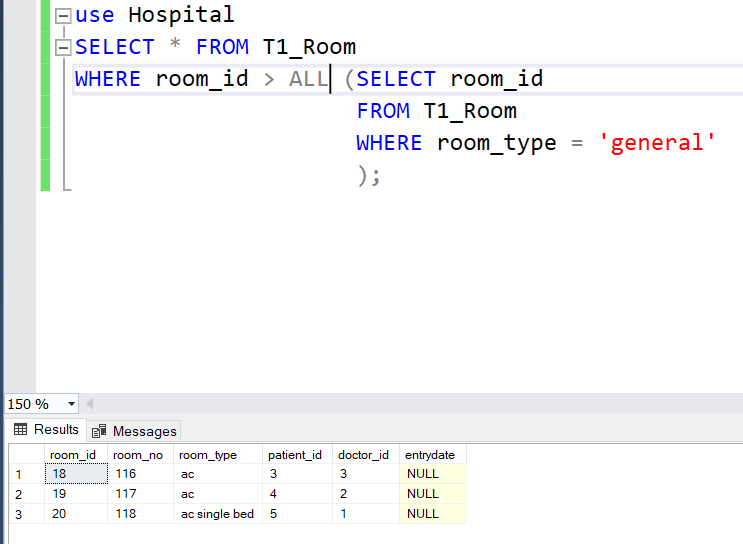 use Hospital
SELECT * FROM T1_Room
WHERE room_id > ALL (SELECT room_id
FROM T1_Room
WHERE room_type = 'general'
);
150 %
Results Messages
room_id room_no room_type patient_id doctor_id entrydate
1 18 116 ac 3 3 NULL
2 19 117 ac 4 2 NULL
3 20 118 ac single bed 5 1 NULL